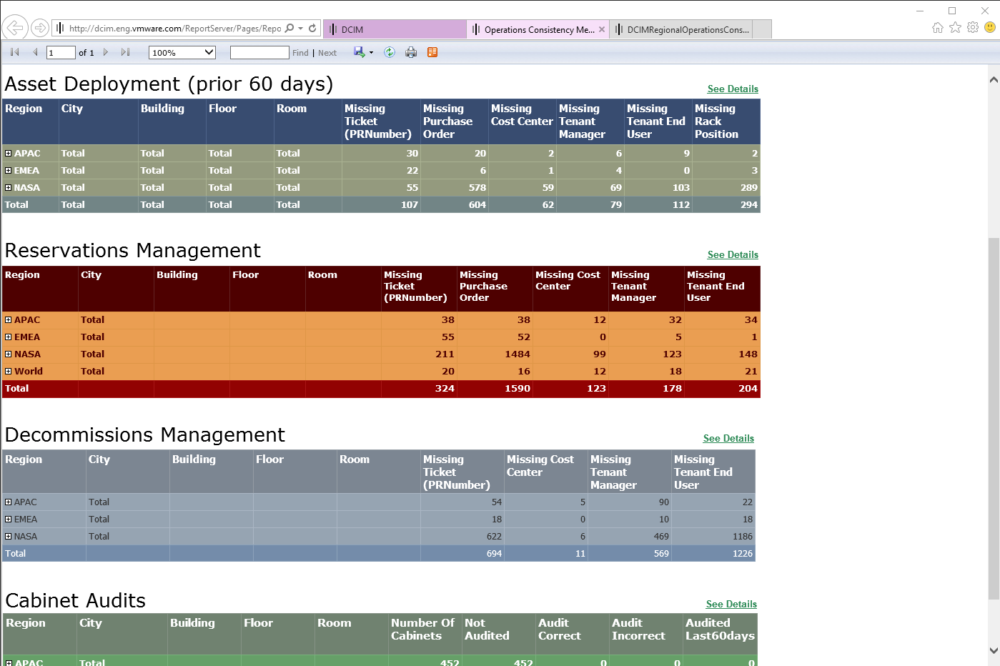 http://dcim.eng.vmware.com/ReportServer/Pages/Repo
DCIM
Operations Consistency Me...
DCIMRegionalOperationsCons...
1 of 1 100% Find | Next
Asset Deployment (prior 60 days)
See Details
Region City Building Floor Room Missing Ticket (PRNumber) Missing Purchase Order Missing Cost Center Missing Tenant Manager Missing Tenant End User Missing Rack Position
APAC Total Total Total Total 30 20 2 6 9 2
EMEA Total Total Total Total 22 6 1 4 0 3
NASA Total Total Total Total 55 578 59 69 103 289
Total Total Total Total Total 107 604 62 79 112 294
Reservations Management
See Details
Region City Building Floor Room Missing Ticket (PRNumber) Missing Purchase Order Missing Cost Center Missing Tenant Manager Missing Tenant End User
APAC Total 38 38 12 32 34
EMEA Total 55 52 0 5 1
NASA Total 211 1484 99 123 148
World Total 20 16 12 18 21
Total 324 1590 123 178 204
Decommissions Management
See Details
Region City Building Floor Room Missing Ticket (PRNumber) Missing Cost Center Missing Tenant Manager Missing Tenant End User
APAC Total 54 5 90 22
EMEA Total 18 0 10 18
NASA Total 622 6 469 1186
Total 694 11 569 1226
Cabinet Audits
See Details
Region City Building Floor Room Number Of Cabinets Not Audited Audit Correct Audit Incorrect Audited Last60days
APAC Total 452 452 0 0 0